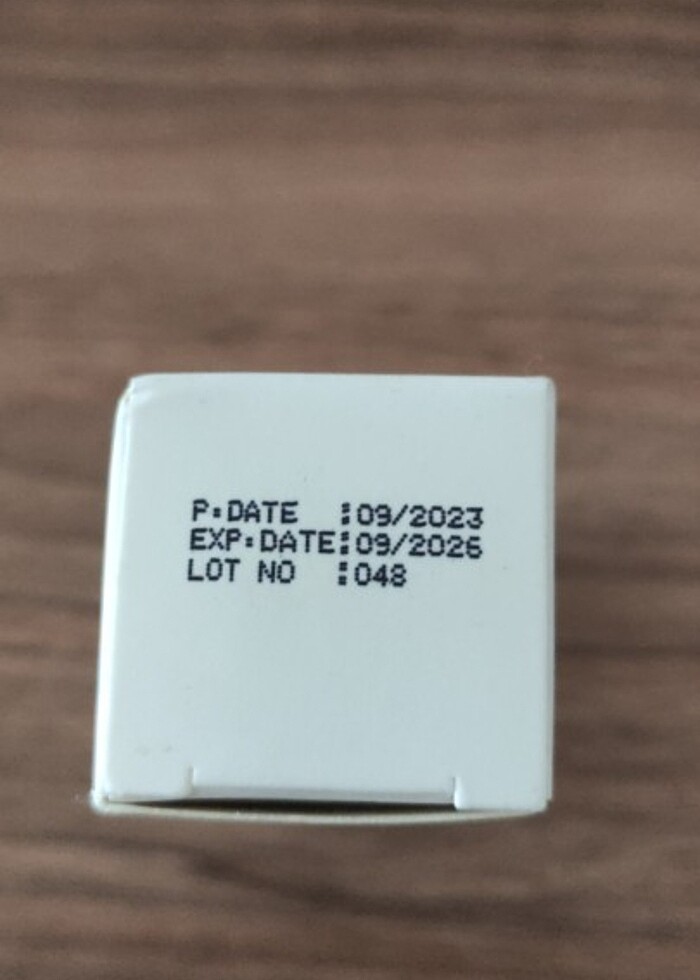 P.DATE :09/2023
EXP.DATE:09/2026
LOT NO :048